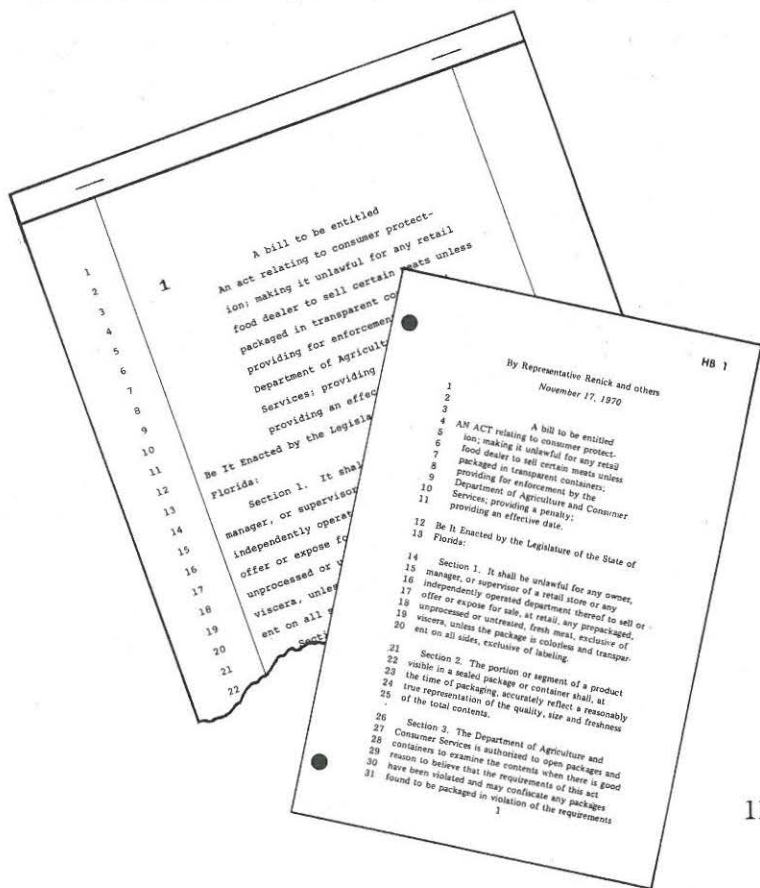 1
2
1
3 A bill to be entitled
4 An act relating to consumer protect-
5 ion; making it unlawful for any retail
6 food dealer to sell certain meats unless
7 packaged in transparent co
8 providing for enforcement
9 Department of Agricult
10 Services; providing
11 providing an effec
12 Be It Enacted by the Legisla
13 Florida:
14 Section 1. It shal
15 manager, or supervisor
16 independently operat
17 offer or expose fo
18 unprocessed or u
19 viscera, unles
20 ent on all s
21 Secti
22
HB 1
By Representative Renick and others
November 17, 1970
1
2
3 A bill to be entitled
4 AN ACT relating to consumer protect-
5 ion; making it unlawful for any retail
6 food dealer to sell certain meats unless
7 packaged in transparent containers;
8 providing for enforcement by the
9 Department of Agriculture and Consumer
10 Services; providing a penalty;
11 providing an effective date.
12 Be It Enacted by the Legislature of the State of
13 Florida:
14 Section 1. It shall be unlawful for any owner,
15 manager, or supervisor of a retail store or any
16 independently operated department thereof to sell or
17 offer or expose for sale, at retail, any prepackaged,
18 unprocessed or untreated, fresh meat, exclusive of
19 viscera, unless the package is colorless and transpar-
20 ent on all sides, exclusive of labeling.
21 Section 2. The portion or segment of a product
22 visible in a sealed package or container shall, at
23 the time of packaging, accurately reflect a reasonably
24 true representation of the quality, size and freshness
25 of the total contents.
26 Section 3. The Department of Agriculture and
27 Consumer Services is authorized to open packages and
28 containers to examine the contents when there is good
29 reason to believe that the requirements of this act
30 have been violated and may confiscate any packages
31 found to be packaged in violation of the requirements
1